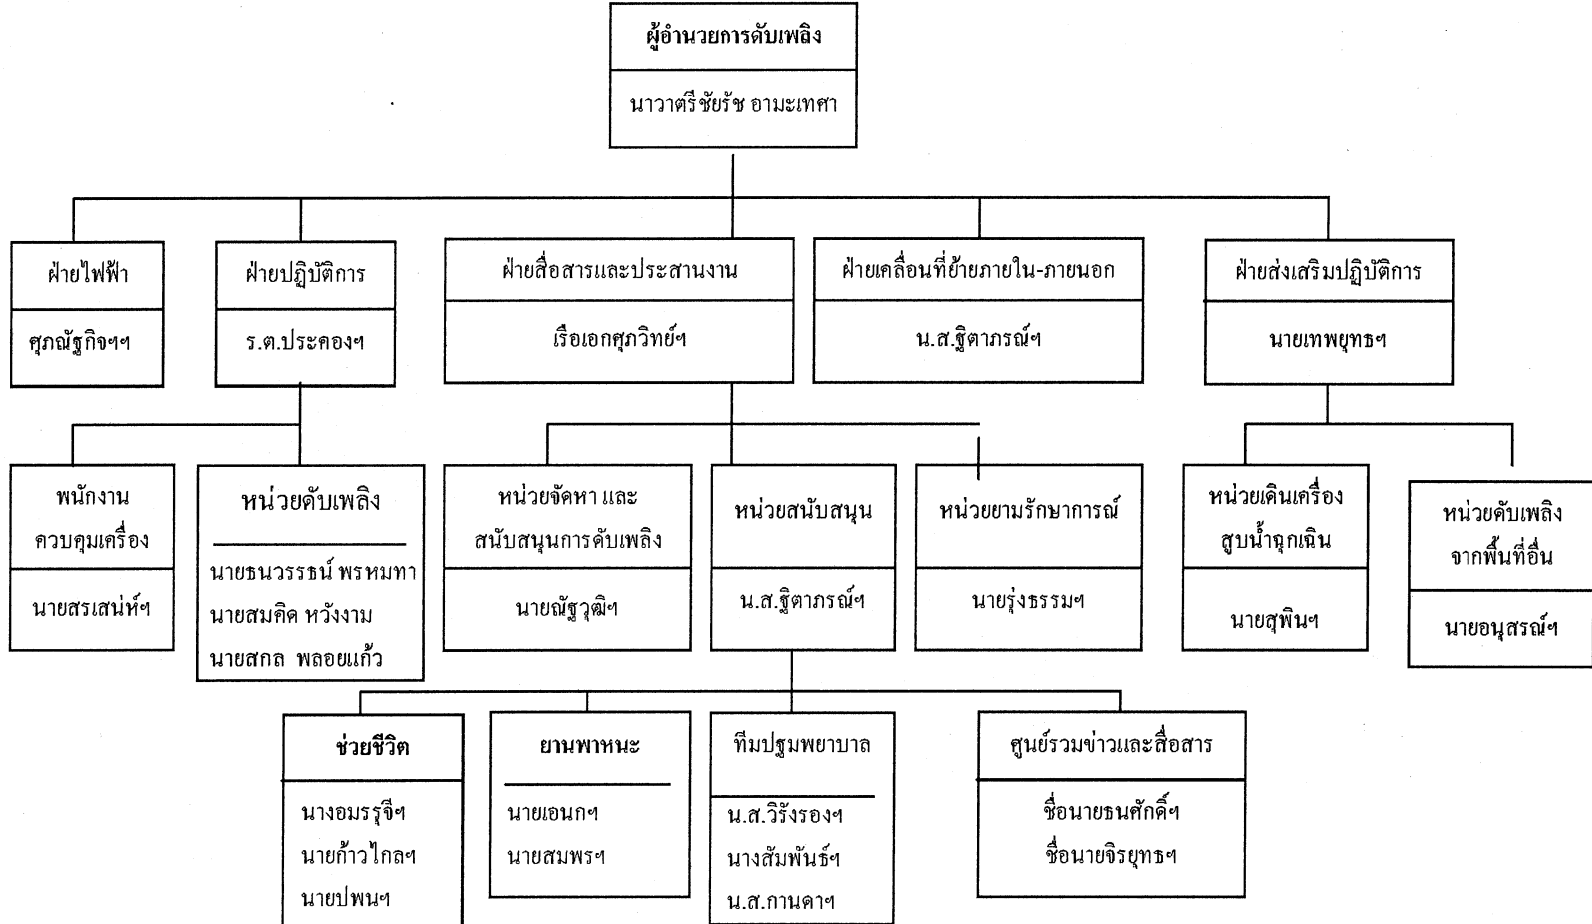 ผู้อำนวยการดับเพลิง
นาวาตรีชัยรัช อามะเทศา
ฝ่ายไฟฟ้า
ศุภณัฐกิจฯฯ
ฝ่ายปฏิบัติการ
ร.ต.ประคองฯ
ฝ่ายสื่อสารและประสานงาน
เรือเอกศุภวิทย์ฯ
ฝ่ายเคลื่อนที่ย้ายภายใน-ภายนอก
น.ส.ฐิตาภรณ์ฯ
ฝ่ายส่งเสริมปฏิบัติการ
นายเทพยุทธฯ
พนักงาน
ควบคุมเครื่อง
นายสรเสน่ห์ฯ
หน่วยดับเพลิง
นายธนวรรธน์ พรหมทา
นายสมคิด หวังงาม
นายสกล พลอยแก้ว
หน่วยจัดหา และ
สนับสนุนการดับเพลิง
นายณัฐวุฒิฯ
หน่วยสนับสนุน
น.ส.ฐิตาภรณ์ฯ
หน่วยยามรักษาการณ์
นายรุ่งธรรมฯ
หน่วยเดินเครื่อง
สูบน้ำฉุกเฉิน
นายสุพินฯ
หน่วยดับเพลิง
จากพื้นที่อื่น
นายอนุสรณ์ฯ
ช่วยชีวิต
นางอมรรุจีฯ
นายก้าวไกลฯ
นายปพนฯ
ยานพาหนะ
นายเอนกฯ
นายสมพรฯ
ทีมปฐมพยาบาล
น.ส.วิรังรองฯ
นางสัมพันธ์ฯ
น.ส.กานดาฯ
ศูนย์รวมข่าวและสื่อสาร
ชื่อนายธนศักดิ์ฯ
ชื่อนายจิรยุทธฯ